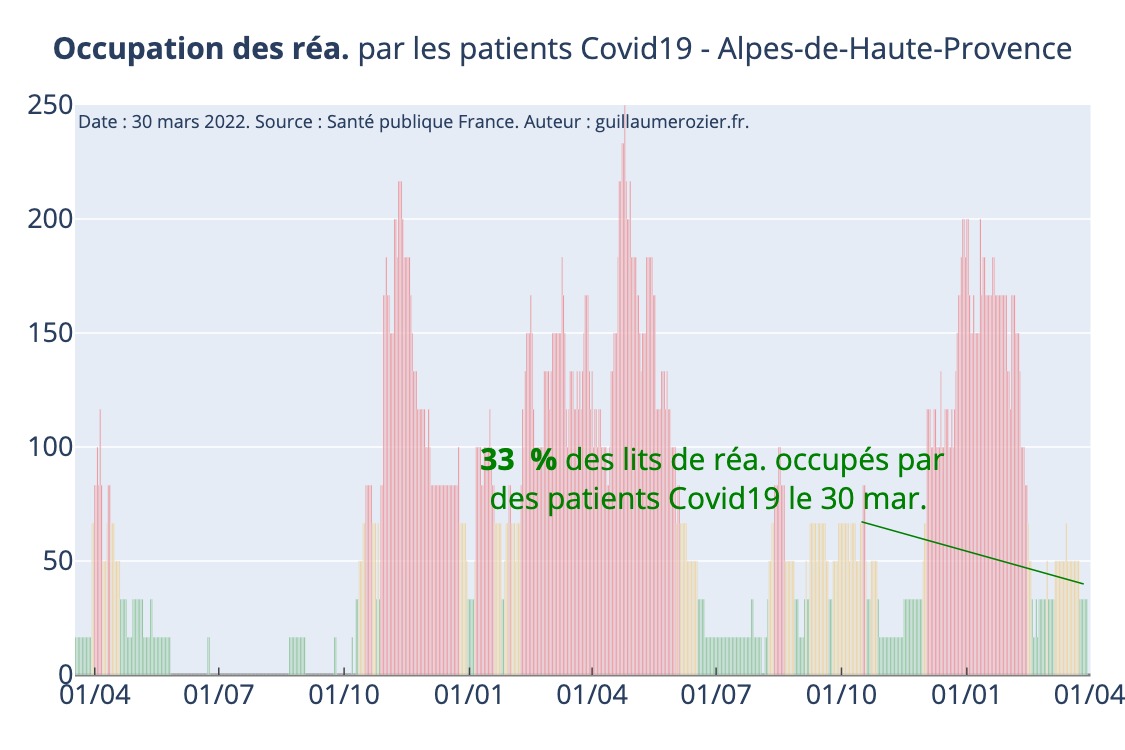 Occupation des réa. par les patients Covid19 - Alpes-de-Haute-Provence
250
Date : 30 mars 2022. Source : Santé publique France. Auteur : guillaumerozier.fr.
200
150
100
33 % des lits de réa. occupés par
des patients Covid19 le 30 mar.
50
0
01/04 01/07 01/10 01/01 01/04 01/07 01/10 01/01 01/04